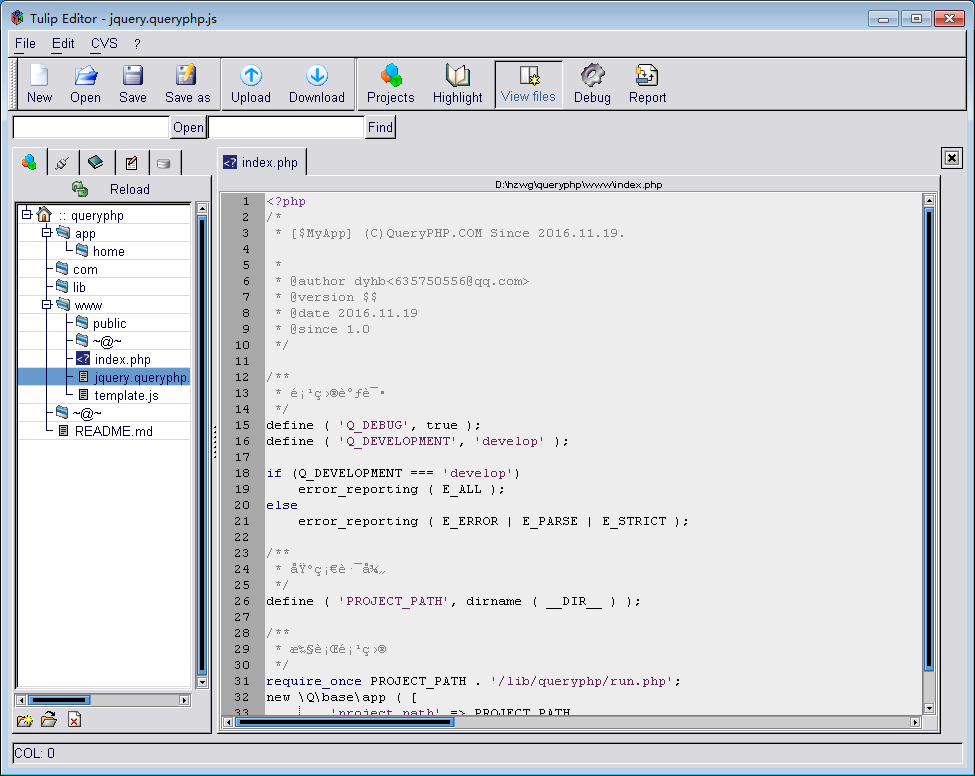 Tulip Editor - jquery.queryphp.js
File Edit CVS ?
New Open Save Save as Upload Download Projects Highlight View files Debug Report
Open Find
index.php
Reload
D:\hzwg\queryphp\www\index.php
:: queryphp
app
home
com
lib
www
public
~@~
index.php
jquery.queryphp.
template.js
~@~
README.md
1 <?php
2 /*
3 * [$MyApp] (C)QueryPHP.COM Since 2016.11.19.
4
5 *
6 * @author dyhb<635750556@qq.com>
7 * @version $$
8 * @date 2016.11.19
9 * @since 1.0
10 */
11
12 /**
13 *
14 */
15 define ( 'Q_DEBUG', true );
16 define ( 'Q_DEVELOPMENT', 'develop' );
17
18 if (Q_DEVELOPMENT === 'develop')
19 error_reporting ( E_ALL );
20 else
21 error_reporting ( E_ERROR | E_PARSE | E_STRICT );
22
23 /**
24 *
25 */
26 define ( 'PROJECT_PATH', dirname ( __DIR__ ) );
27
28 /**
29 *
30 */
31 require_once PROJECT_PATH . '/lib/queryphp/run.php';
32 new \Q\base\app ( [
33 'project_path' => PROJECT_PATH
COL: 0